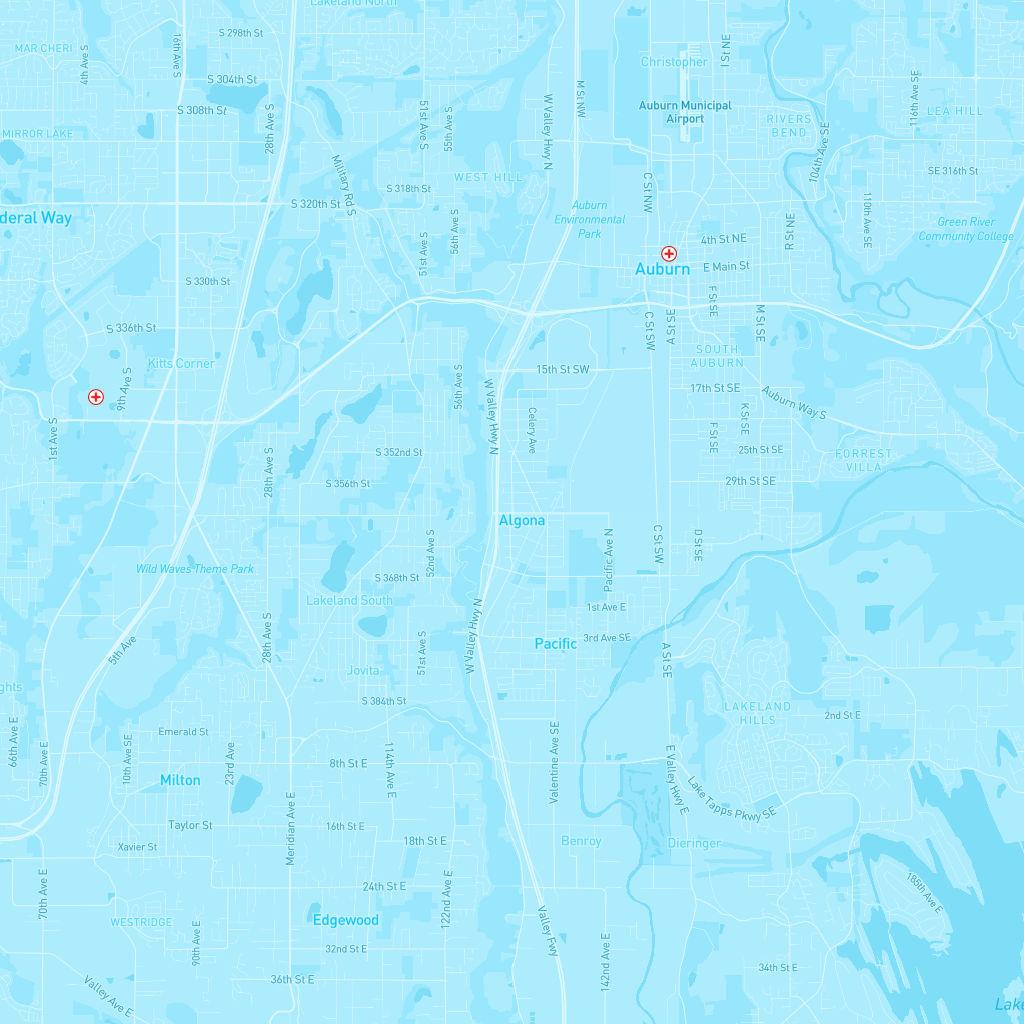 Lakeland North
S 298th St
16th Ave S
MAR CHERI
4th Ave S
S 304th St
S 308th St
28th Ave S
51st Ave S
55th Ave S
W Valley Hwy N
M St NW
Christopher
I St NE
Auburn Municipal
Airport
RIVERS
BEND
116th Ave SE
LEA HILL
104th Ave SE
MIRROR LAKE
Military Rd S
WEST HILL
S 318th St
S 320th St
56th Ave S
51st Ave S
C St NW
SE 316th St
110th Ave SE
Auburn
Environmental
Park
deral Way
Green River
Community College
R St NE
4th St NE
E Main St
Auburn
S 330th St
S 336th St
F St SE
M St SE
C St SW
A St SE
SOUTH
AUBURN
Kitts Corner
15th St SW
9th Ave S
56th Ave S
W Valley Hwy N
17th St SE
Auburn Way S
1st Ave S
Celery Ave
K St SE
F St SE
28th Ave S
S 352nd St
25th St SE
FORREST
VILLA
S 356th St
29th St SE
Algona
52nd Ave S
Pacific Ave N
C St SW
D St SE
Wild Waves Theme Park
S 368th St
Lakeland South
W Valley Hwy N
1st Ave E
5th Ave
28th Ave S
51st Ave S
Pacific
3rd Ave SE
A St SE
Jovita
ghts
S 384th St
LAKELAND
HILLS
2nd St E
66th Ave E
70th Ave E
10th Ave SE
Emerald St
23rd Ave
114th Ave E
8th St E
Valentine Ave SE
E Valley Hwy E
Milton
Lake Tapps Pkwy SE
Meridian Ave E
Taylor St
16th St E
18th St E
Xavier St
Benroy
Dieringer
70th Ave E
24th St E
122nd Ave E
185th Ave E
WESTRIDGE
90th Ave E
Edgewood
32nd St E
Valley Fwy
142nd Ave E
Valley Ave E
36th St E
34th St E
Lake